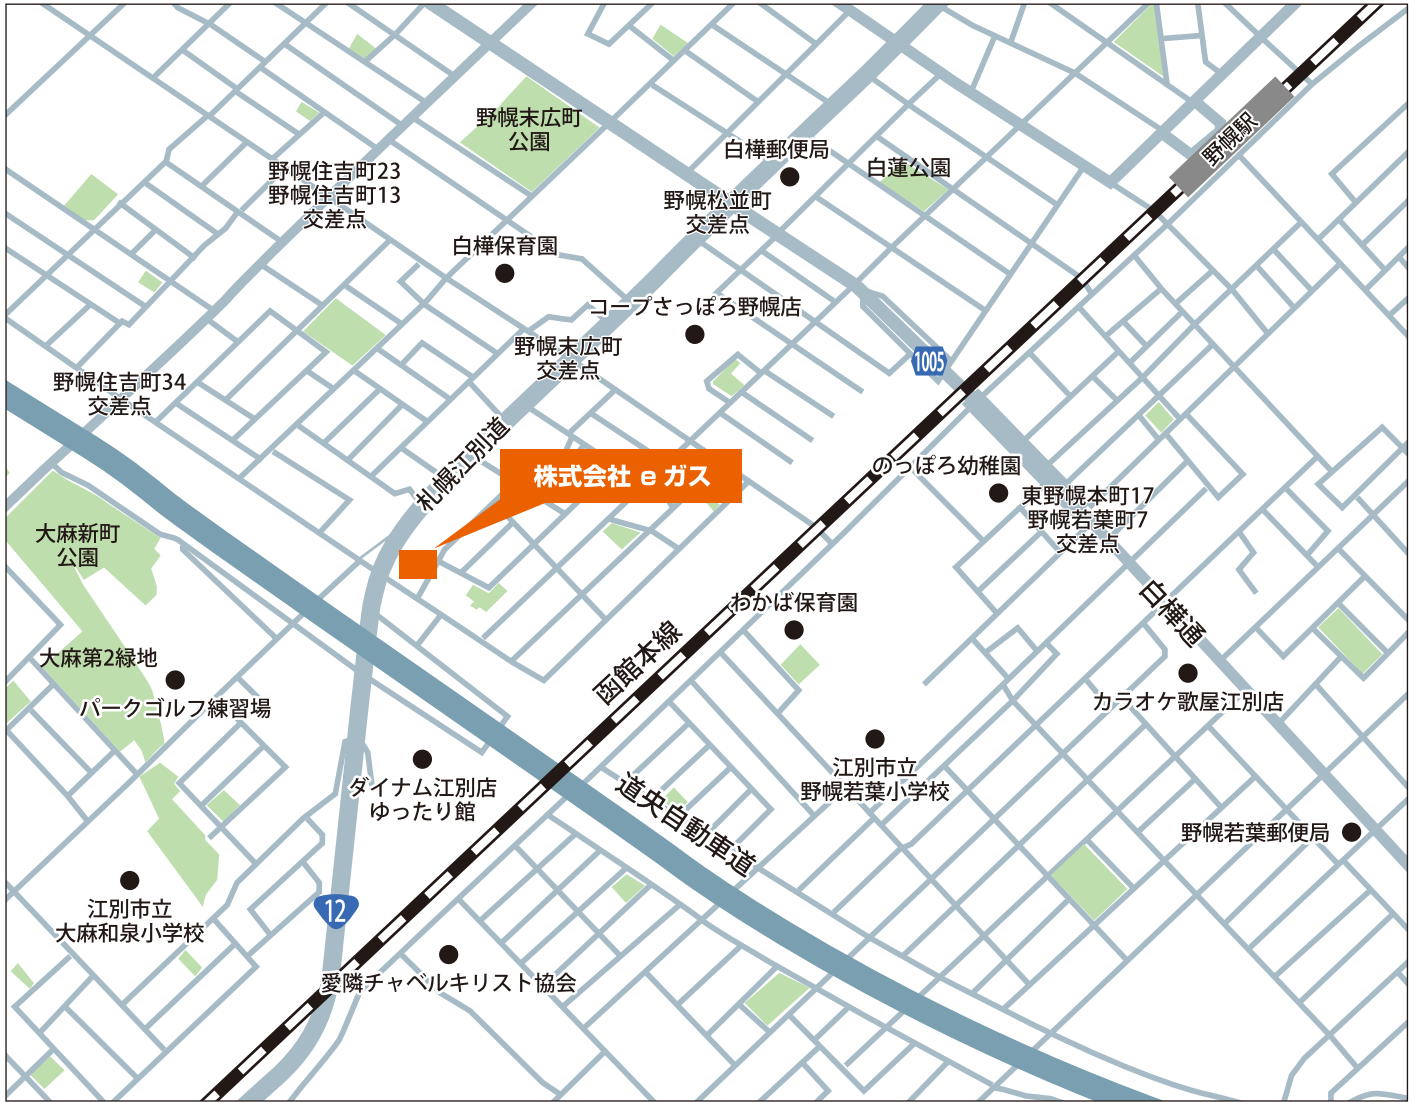 野幌末広町
公園
野幌駅
白樺郵便局
白蓮公園
野幌住吉町23
野幌住吉町13
交差点
野幌松並町
交差点
白樺保育園
コープさっぽろ野幌店
野幌末広町
交差点
1005
野幌住吉町34
交差点
札幌江別道
株式会社 e ガス
のっぽろ幼稚園
東野幌本町17
野幌若葉町7
交差点
大麻新町
公園
わかば保育園
白樺通
函館本線
大麻第2緑地
パークゴルフ練習場
カラオケ歌屋江別店
江別市立
野幌若葉小学校
ダイナム江別店
ゆったり館
道央自動車道
野幌若葉郵便局
江別市立
大麻和泉小学校
12
愛隣チャペルキリスト協会